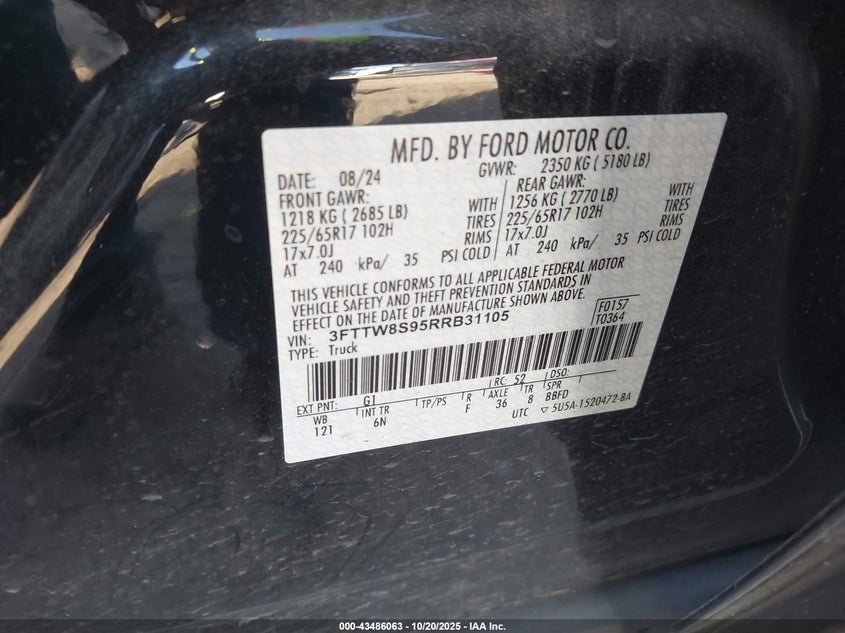 MFD. BY FORD MOTOR CO.
DATE: 08/24 GVWR: 2350 KG ( 5180 LB)
FRONT GAWR: REAR GAWR:
1218 KG ( 2685 LB) WITH 1256 KG ( 2770 LB) WITH
225/65R17 102H TIRES 225/65R17 102H TIRES
17x7.0J RIMS 17x7.0J RIMS
AT 240 kPa/ 35 PSI COLD AT 240 kPa/ 35 PSI COLD
THIS VEHICLE CONFORMS TO ALL APPLICABLE FEDERAL MOTOR
VEHICLE SAFETY AND THEFT PREVENTION STANDARDS IN
EFFECT ON THE DATE OF MANUFACTURE SHOWN ABOVE.
VIN: 3FTTW8S95RRB31105 F0157
TYPE: Truck T0364
EXT PNT: G1 RC: 52 DSO:
WB INT TR TP/PS R AXLE TR SPR
121 6N F 36 8 BBFD
UTC ▽ 5U5A-1520472-BA
000-43486063 - 10/20/2025 - IAA Inc.